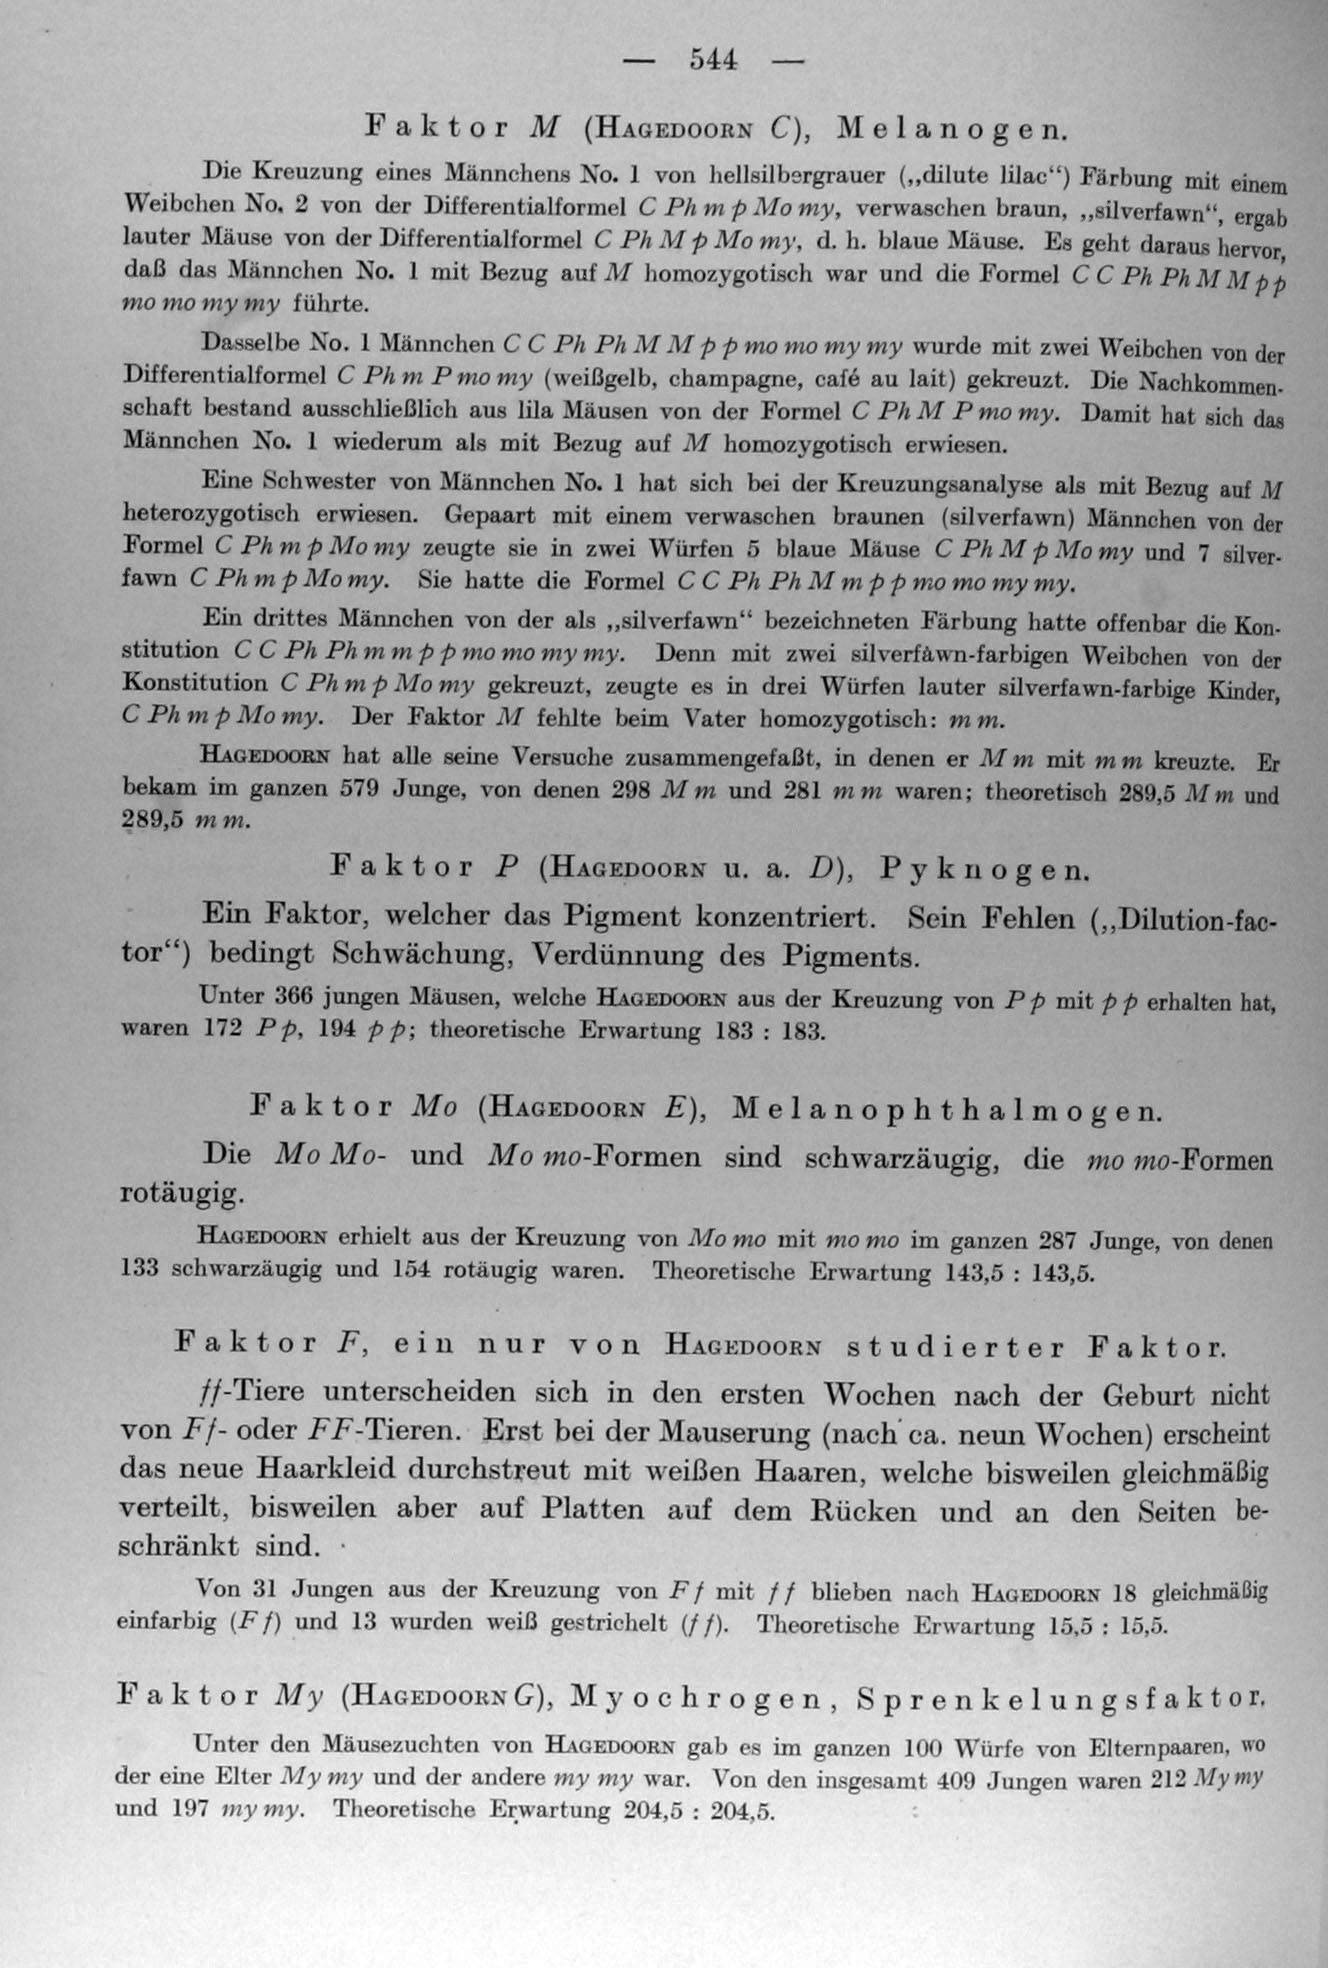 — 544 —
Faktor M (HAGEDOORN C), Melanogen.
Die Kreuzung eines Männchens No. 1 von hellsilbergrauer („dilute lilac“) Färbung mit einem
Weibchen No. 2 von der Differentialformel C Ph m p Mo my, verwaschen braun, „silverfawn“, ergab
lauter Mäuse von der Differentialformel C Ph M p Mo my, d. h. blaue Mäuse. Es geht daraus hervor,
daß das Männchen No. 1 mit Bezug auf M homozygotisch war und die Formel C C Ph Ph M M p p
mo mo my my führte.
Dasselbe No. 1 Männchen C C Ph Ph M M p p mo mo my my wurde mit zwei Weibchen von der
Differentialformel C Ph m P mo my (weißgelb, champagne, café au lait) gekreuzt. Die Nachkommen-
schaft bestand ausschließlich aus lila Mäusen von der Formel C Ph M P mo my. Damit hat sich das
Männchen No. 1 wiederum als mit Bezug auf M homozygotisch erwiesen.
Eine Schwester von Männchen No. 1 hat sich bei der Kreuzungsanalyse als mit Bezug auf M
heterozygotisch erwiesen. Gepaart mit einem verwaschen braunen (silverfawn) Männchen von der
Formel C Ph m p Mo my zeugte sie in zwei Würfen 5 blaue Mäuse C Ph M p Mo my und 7 silver-
fawn C Ph m p Mo my. Sie hatte die Formel C C Ph Ph M m p p mo mo my my.
Ein drittes Männchen von der als „silverfawn“ bezeichneten Färbung hatte offenbar die Kon-
stitution C C Ph Ph m m p p mo mo my my. Denn mit zwei silverfawn-farbigen Weibchen von der
Konstitution C Ph m p Mo my gekreuzt, zeugte es in drei Würfen lauter silverfawn-farbige Kinder,
C Ph m p Mo my. Der Faktor M fehlte beim Vater homozygotisch: m m.
HAGEDOORN hat alle seine Versuche zusammengefaßt, in denen er M m mit m m kreuzte. Er
bekam im ganzen 579 Junge, von denen 298 M m und 281 m m waren; theoretisch 289,5 M m und
289,5 m m.
Faktor P (HAGEDOORN u. a. D), Pyknogen.
Ein Faktor, welcher das Pigment konzentriert. Sein Fehlen („Dilution-fac-
tor“) bedingt Schwächung, Verdünnung des Pigments.
Unter 366 jungen Mäusen, welche HAGEDOORN aus der Kreuzung von P p mit p p erhalten hat,
waren 172 P p, 194 p p; theoretische Erwartung 183 : 183.
Faktor Mo (HAGEDOORN E), Melanophthalmogen.
Die Mo Mo- und Mo mo-Formen sind schwarzäugig, die mo mo-Formen
rotäugig.
HAGEDOORN erhielt aus der Kreuzung von Mo mo mit mo mo im ganzen 287 Junge, von denen
133 schwarzäugig und 154 rotäugig waren. Theoretische Erwartung 143,5 : 143,5.
Faktor F, ein nur von HAGEDOORN studierter Faktor.
ff-Tiere unterscheiden sich in den ersten Wochen nach der Geburt nicht
von Ff- oder FF-Tieren. Erst bei der Mauserung (nach ca. neun Wochen) erscheint
das neue Haarkleid durchstreut mit weißen Haaren, welche bisweilen gleichmäßig
verteilt, bisweilen aber auf Platten auf dem Rücken und an den Seiten be-
schränkt sind.
Von 31 Jungen aus der Kreuzung von F f mit f f blieben nach HAGEDOORN 18 gleichmäßig
einfarbig (F f) und 13 wurden weiß gestrichelt (f f). Theoretische Erwartung 15,5 : 15,5.
Faktor My (HAGEDOORN G), Myochrogen, Sprenkelungsfaktor.
Unter den Mäusezuchten von HAGEDOORN gab es im ganzen 100 Würfe von Elternpaaren, wo
der eine Elter My my und der andere my my war. Von den insgesamt 409 Jungen waren 212 My my
und 197 my my. Theoretische Erwartung 204,5 : 204,5.